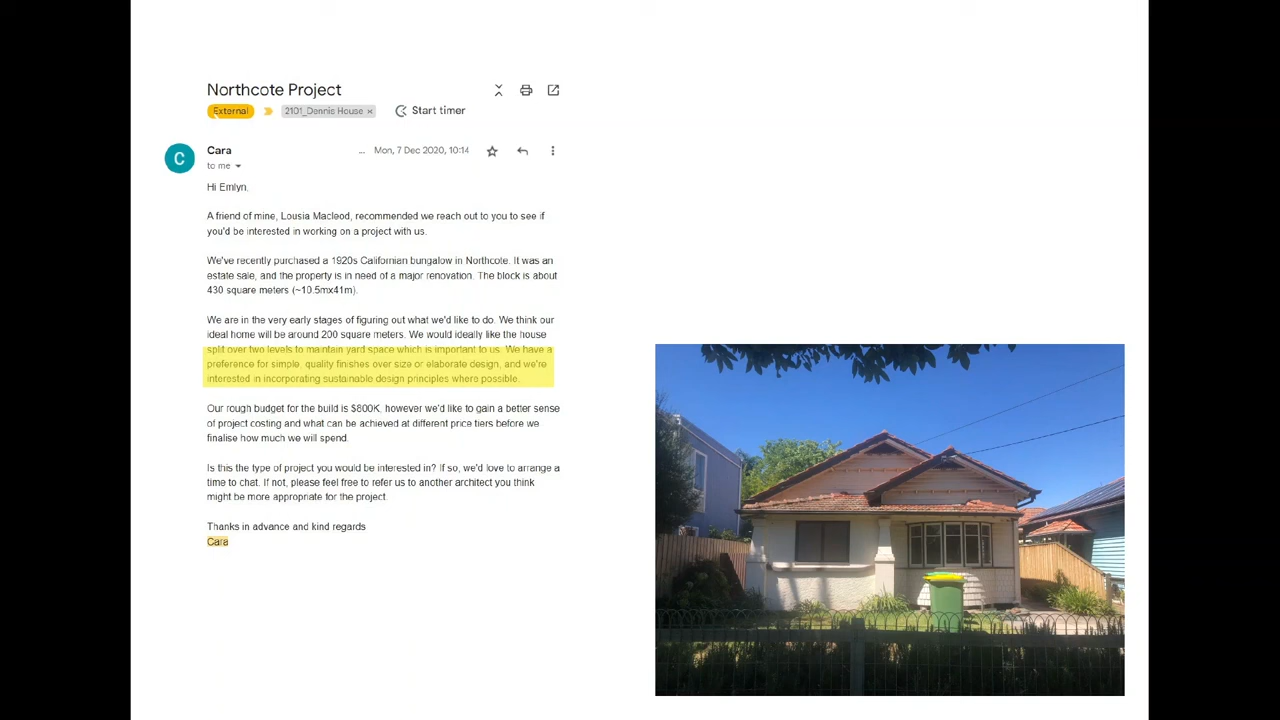 Northcote Project
External 2101_Dennis House × Start timer
Cara ... Mon, 7 Dec 2020, 10:14
C
to me
Hi Emlyn,
A friend of mine, Lousia Macleod, recommended we reach out to you to see if
you'd be interested in working on a project with us.
We've recently purchased a 1920s Californian bungalow in Northcote. It was an
estate sale, and the property is in need of a major renovation. The block is about
430 square meters (~10.5mx41m).
We are in the very early stages of figuring out what we'd like to do. We think our
ideal home will be around 200 square meters. We would ideally like the house
split over two levels to maintain yard space which is important to us. We have a
preference for simple, quality finishes over size or elaborate design, and we're
interested in incorporating sustainable design principles where possible.
Our rough budget for the build is $800K, however we'd like to gain a better sense
of project costing and what can be achieved at different price tiers before we
finalise how much we will spend.
Is this the type of project you would be interested in? If so, we'd love to arrange a
time to chat. If not, please feel free to refer us to another architect you think
might be more appropriate for the project.
Thanks in advance and kind regards
Cara